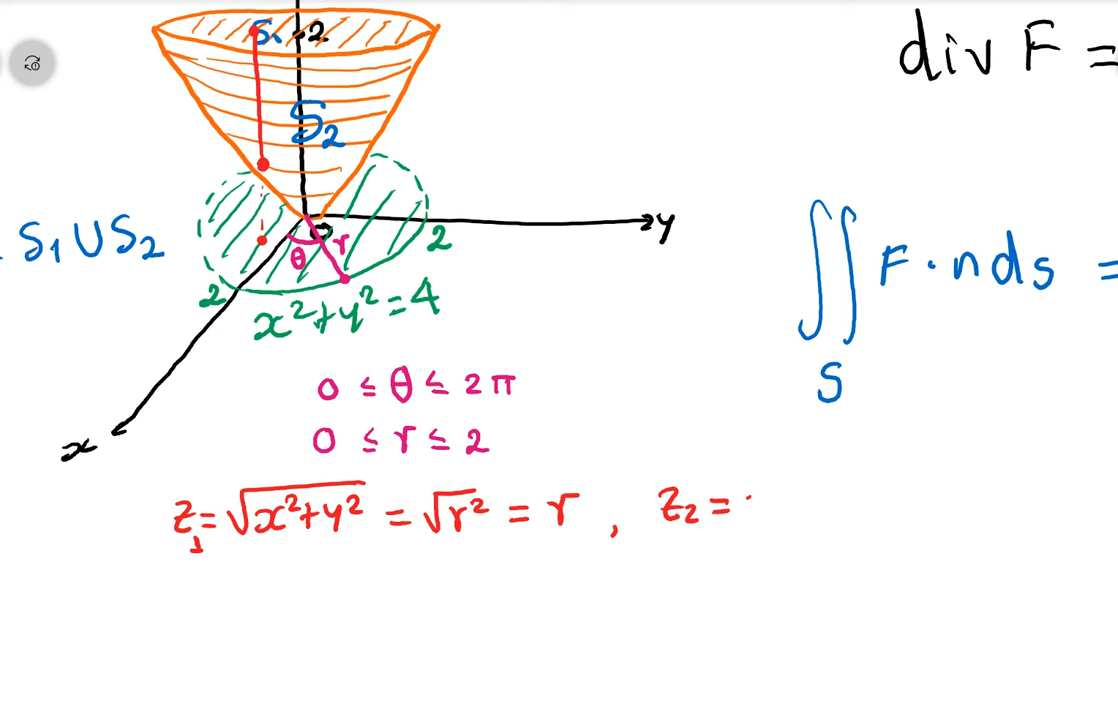 S₁ 2
div F =
S₂
S₁ ∪ S₂
y
θ r 2
2
x² + y² = 4
∬ F · n ds =
S
0 ≤ θ ≤ 2π
0 ≤ r ≤ 2
x
z₁ = √x² + y² = √r² = r , z₂ =